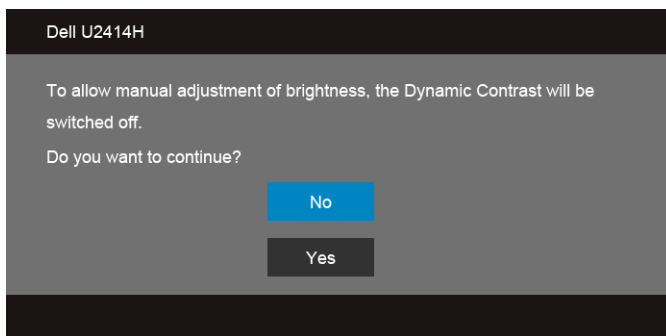 Dell U2414H
To allow manual adjustment of brightness, the Dynamic Contrast will be
switched off.
Do you want to continue?
No
Yes